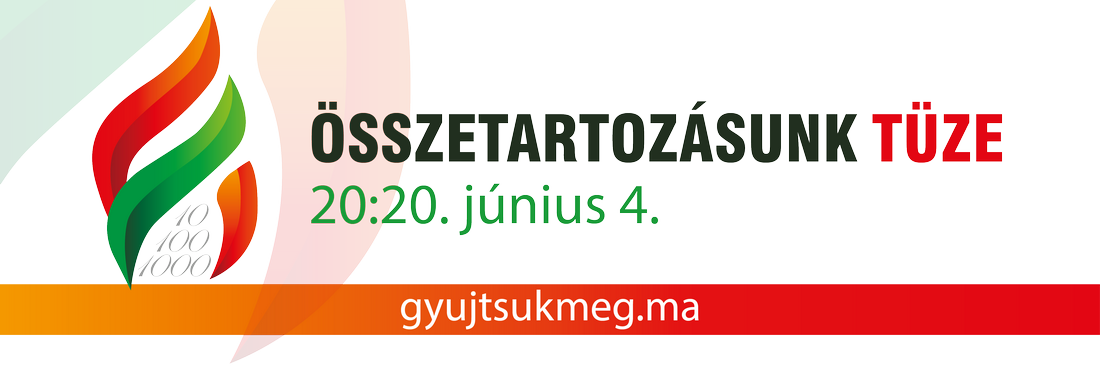 ÖSSZETARTOZÁSUNK TÜZE
20:20. június 4.
10
100
1000
gyujtsukmeg.ma